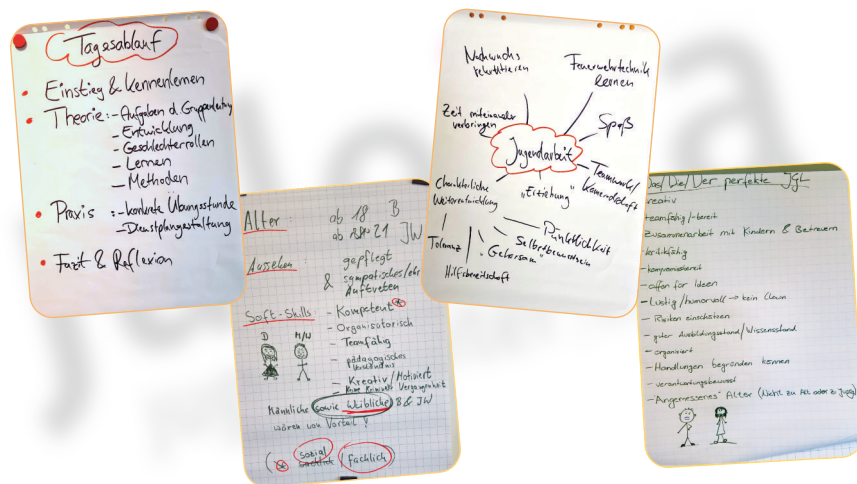 Tagesablauf
• Einstieg & Kennenlernen
• Theorie: - Aufgaben d. Gruppenleitung
- Entwicklung
- Geschlechterrollen
- Lernen
- Methoden
• Praxis: - konkrete Übungsstunde
- Dienstplangestaltung
• Fazit & Reflexion
Alter: ab 18 B
ab 21 JW
Aussehen: gepflegt
& sympatisches
Auftreten
Soft-Skills - Kompetent
- Organisatorisch
- Teamfähig
- pädagogisches
Verständnis
- Kreativ/Motiviert
- Keine Kriminelle Vergangenheit
D M/W
Männliche sowie Weibliche B & JW
wären von Vorteil
sozial
fachlich
Nachwuchs
rekrutieren
Feuerwehrtechnik
lernen
Zeit miteinander
verbringen
Spaß
Jugendarbeit
Teamwork/
Kameradschaft
Charakterliche
Weiterentwicklung
"Erziehung"
Pünktlichkeit
Selbstbewusstsein
Toleranz
"Gehorsam"
Hilfsbereitschaft
Das/Die/Der perfekte JGL
kreativ
teamfähig/-bereit
Zusammenarbeit mit Kindern & Betreuern
- kritikfähig
- kompromissbereit
- offen für Ideen
- Lustig/humorvoll → kein Clown
- Risiken einschätzen
- guter Ausbildungsstand/Wissensstand
- organisiert
- Handlungen begründen können
- verantwortungsbewusst
- Angemessenes Alter (Nicht zu Alt oder zu Jung)